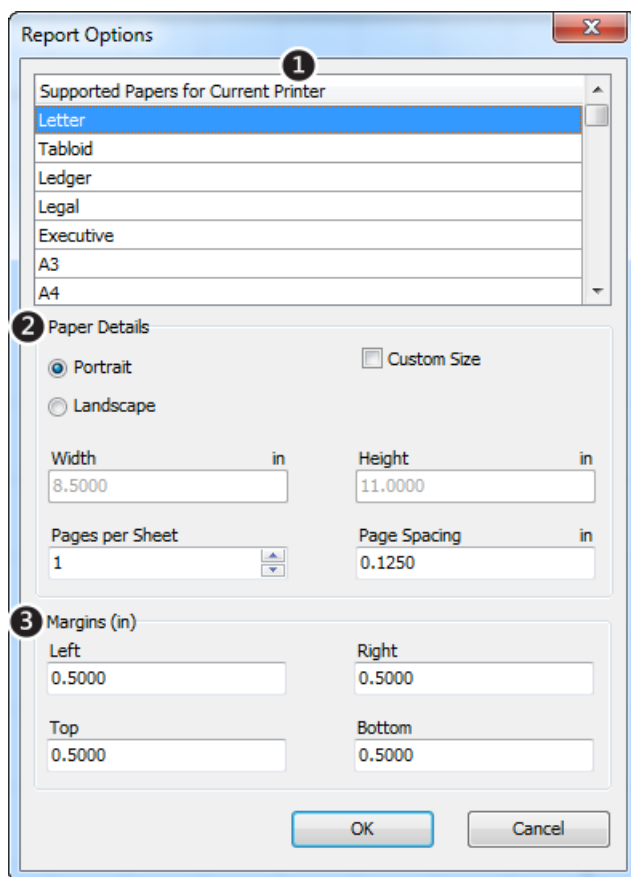 Report Options
1
Supported Papers for Current Printer
Letter
Tabloid
Ledger
Legal
Executive
A3
A4
2 Paper Details
Portrait Custom Size
Landscape
Width in Height in
8.5000 11.0000
Pages per Sheet Page Spacing in
1 0.1250
3 Margins (in)
Left Right
0.5000 0.5000
Top Bottom
0.5000 0.5000
OK Cancel